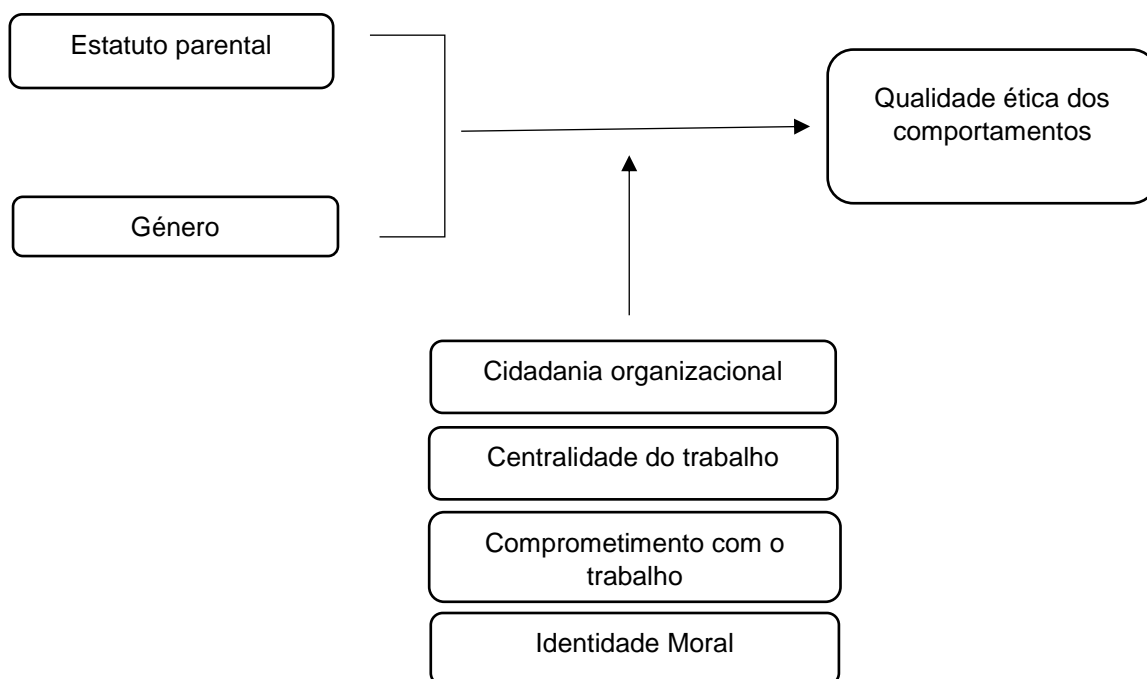 Estatuto parental
Qualidade ética dos
comportamentos
Género
Cidadania organizacional
Centralidade do trabalho
Comprometimento com o
trabalho
Identidade Moral